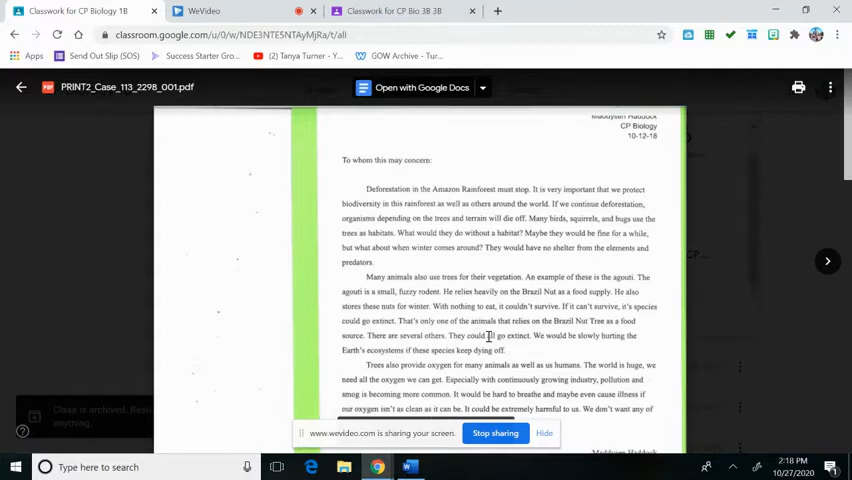 Classwork for CP Biology 1B
WeVideo
Classwork for CP Bio 3B 3B
classroom.google.com/u/0/w/NDE3NTE5NTAyMjRa/t/all
Apps
Send Out Slip (SOS)
Success Starter Grow...
(2) Tanya Turner - Y...
GOW Archive - Tur...
PDF
PRINT2_Case_113_2298_001.pdf
Open with Google Docs
Maddysen Haddock
CP Biology
10-12-18
To whom this may concern:
Deforestation in the Amazon Rainforest must stop. It is very important that we protect
biodiversity in this rainforest as well as others around the world. If we continue deforestation,
organisms depending on the trees and terrain will die off. Many birds, squirrels, and bugs use the
trees as habitats. What would they do without a habitat? Maybe they would be fine for a while,
but what about when winter comes around? They would have no shelter from the elements and
predators.
Many animals also use trees for their vegetation. An example of these is the agouti. The
agouti is a small, fuzzy rodent. He relies heavily on the Brazil Nut as a food supply. He also
stores these nuts for winter. With nothing to eat, it couldn't survive. If it can't survive, it's species
could go extinct. That's only one of the animals that relies on the Brazil Nut Tree as a food
source. There are several others. They could all go extinct. We would be slowly hurting the
Earth's ecosystems if these species keep dying off.
Trees also provide oxygen for many animals as well as us humans. The world is huge, we
need all the oxygen we can get. Especially with continuously growing industry, pollution and
smog is becoming more common. It would be hard to breathe and maybe even cause illness if
our oxygen isn't as clean as it can be. It could be extremely harmful to us. We don't want any of
Class is archived.
anything.
www.wevideo.com is sharing your screen.
Stop sharing
Hide
Maddysen Haddock
Type here to search
2:18 PM
10/27/2020